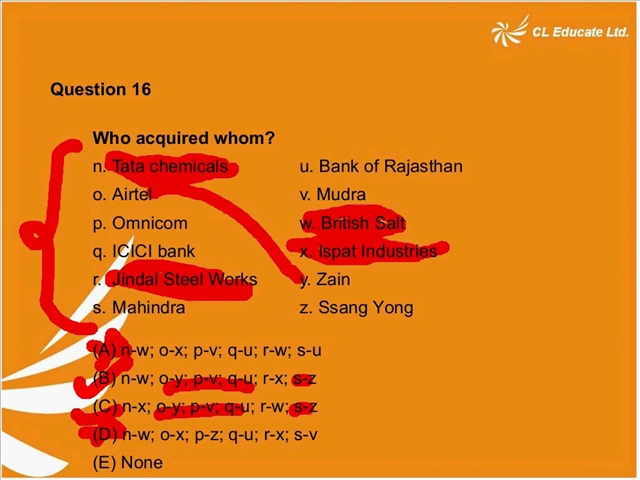 CL Educate Ltd.
Question 16
Who acquired whom?
n. Tata chemicals u. Bank of Rajasthan
o. Airtel v. Mudra
p. Omnicom w. British Salt
q. ICICI bank x. Ispat Industries
r. Jindal Steel Works y. Zain
s. Mahindra z. Ssang Yong
(A) n-w; o-x; p-v; q-u; r-w; s-u
(B) n-w; o-y; p-v; q-u; r-x; s-z
(C) n-x; o-y; p-v; q-u; r-w; s-z
(D) n-w; o-x; p-z; q-u; r-x; s-v
(E) None